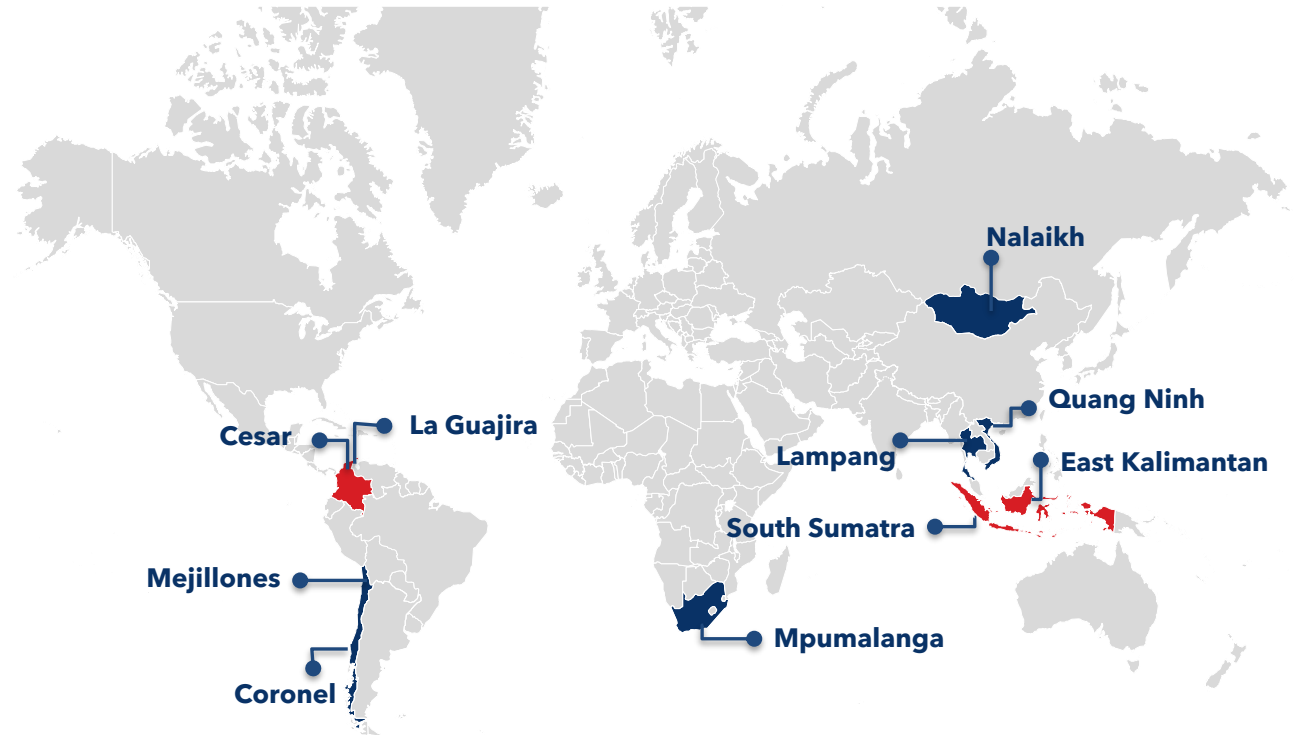 Nalaikh
Quang Ninh
La Guajira
Cesar
Lampang
East Kalimantan
South Sumatra
Mejillones
Mpumalanga
Coronel